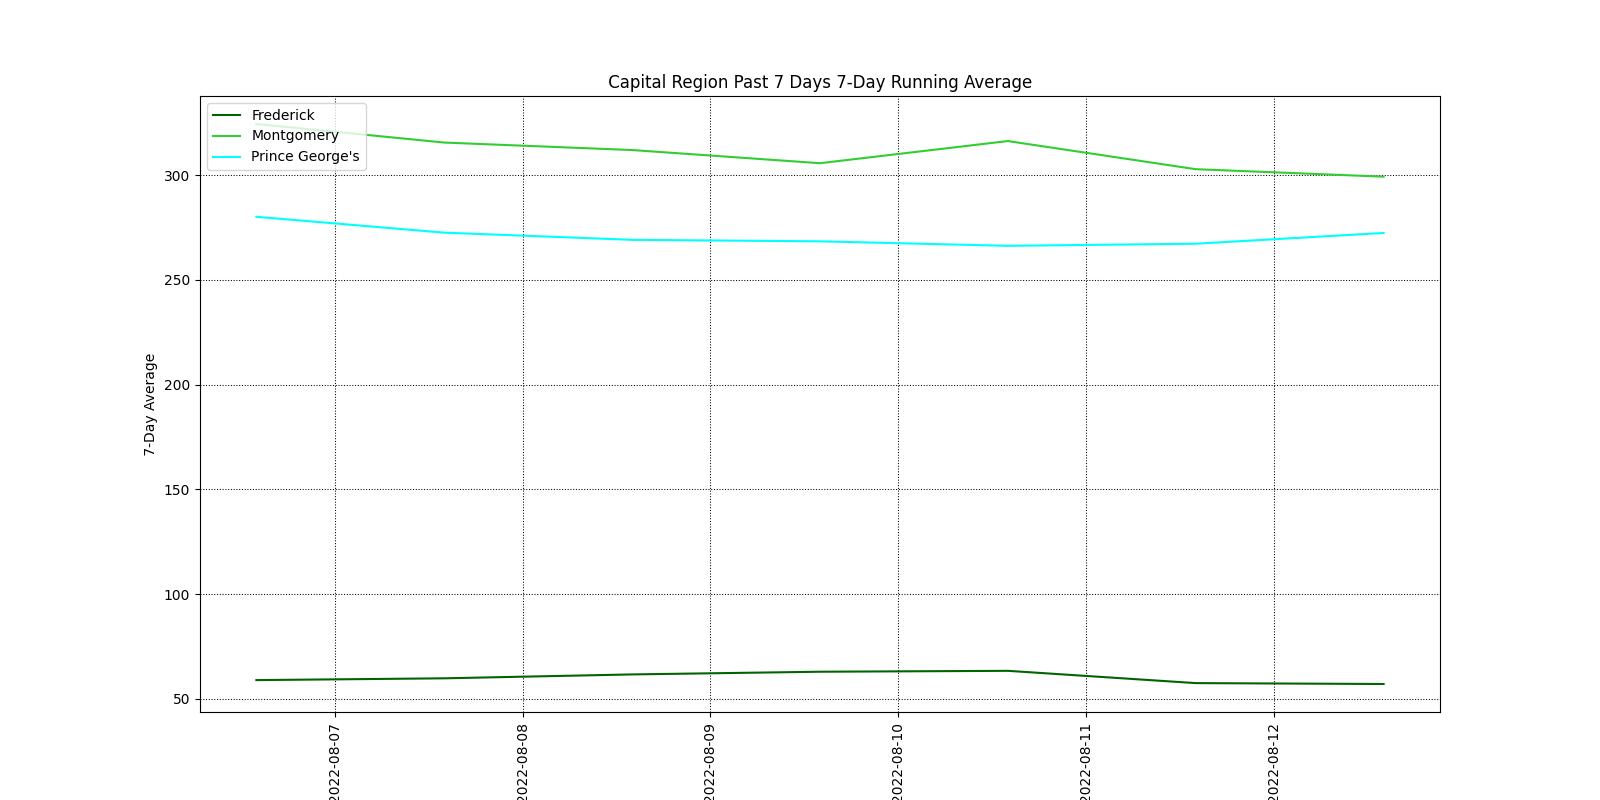 Capital Region Past 7 Days 7-Day Running Average
Frederick
Montgomery
Prince George's
7-Day Average
300
250
200
150
100
50
2022-08-07
2022-08-08
2022-08-09
2022-08-10
2022-08-11
2022-08-12